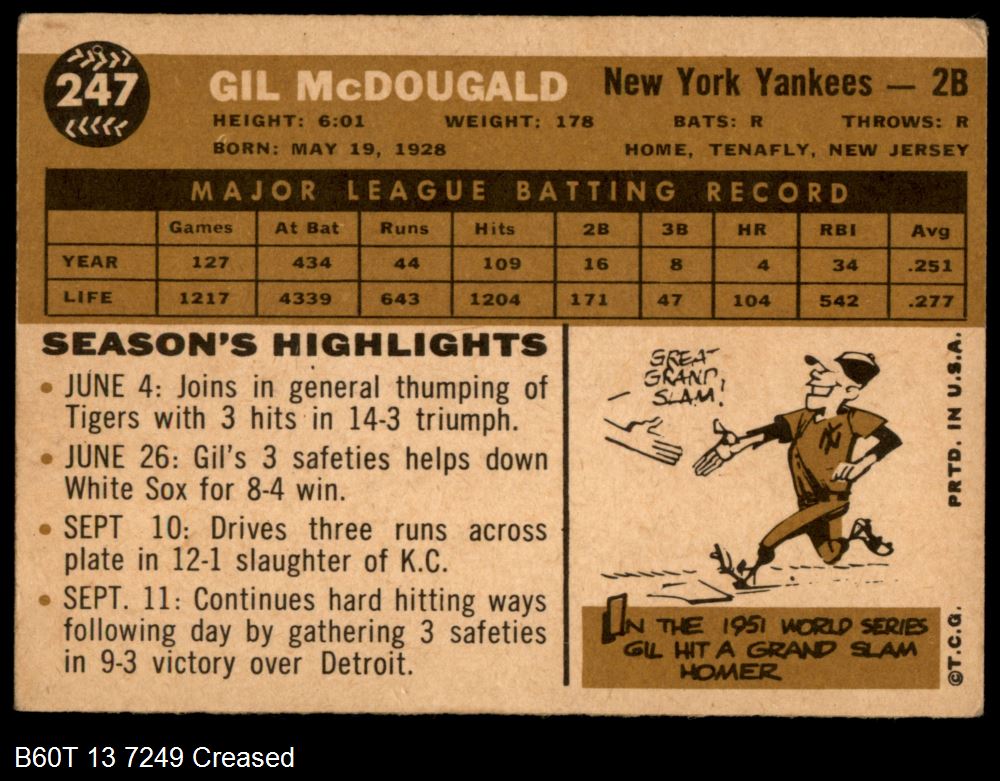 247
GIL McDOUGALD New York Yankees — 2B
HEIGHT: 6:01 WEIGHT: 178 BATS: R THROWS: R
BORN: MAY 19, 1928 HOME, TENAFLY, NEW JERSEY
MAJOR LEAGUE BATTING RECORD
Games At Bat Runs Hits 2B 3B HR RBI Avg
YEAR 127 434 44 109 16 8 4 34 .251
LIFE 1217 4339 643 1204 171 47 104 542 .277
SEASON'S HIGHLIGHTS
• JUNE 4: Joins in general thumping of
Tigers with 3 hits in 14-3 triumph.
• JUNE 26: Gil's 3 safeties helps down
White Sox for 8-4 win.
• SEPT 10: Drives three runs across
plate in 12-1 slaughter of K.C.
• SEPT. 11: Continues hard hitting ways
following day by gathering 3 safeties
in 9-3 victory over Detroit.
GREAT
GRAND
SLAM!
NY
IN THE 1951 WORLD SERIES
GIL HIT A GRAND SLAM
HOMER
©T.C.G. PRTD. IN U.S.A.
B60T 13 7249 Creased